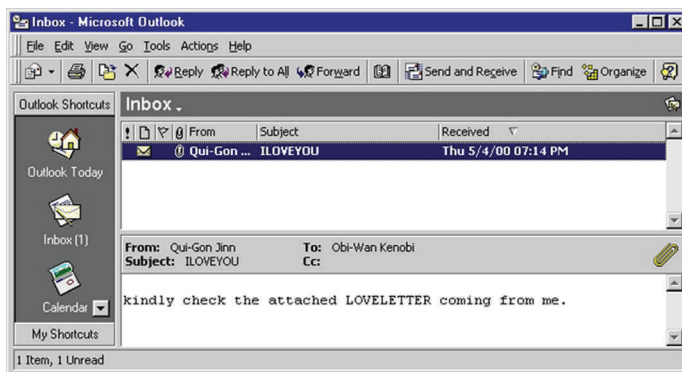 Inbox - Microsoft Outlook
File Edit View Go Tools Actions Help
Reply Reply to All Forward Send and Receive Find Organize
Outlook Shortcuts Inbox
! From Subject Received
Qui-Gon ... ILOVEYOU Thu 5/4/00 07:14 PM
Outlook Today
Inbox (1)
From: Qui-Gon Jinn To: Obi-Wan Kenobi
Subject: ILOVEYOU Cc:
kindly check the attached LOVELETTER coming from me.
Calendar
My Shortcuts
1 Item, 1 Unread